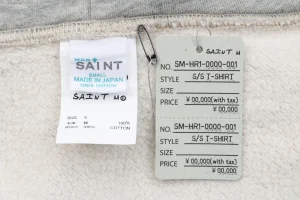 SAINT
SMALL
MADE IN JAPAN
100% COTTON
SAINT M
SIZE S
100%
COTTON
SAINT M
NO. SM-HR1-0000-001
STYLE S/S T-SHIRT
SIZE
PRICE ¥ 00,000(with tax)
¥ 00,000
NO. SM-HR1-0000-001
STYLE S/S T-SHIRT
SIZE
PRICE ¥ 00,000(with tax)
¥ 00,000